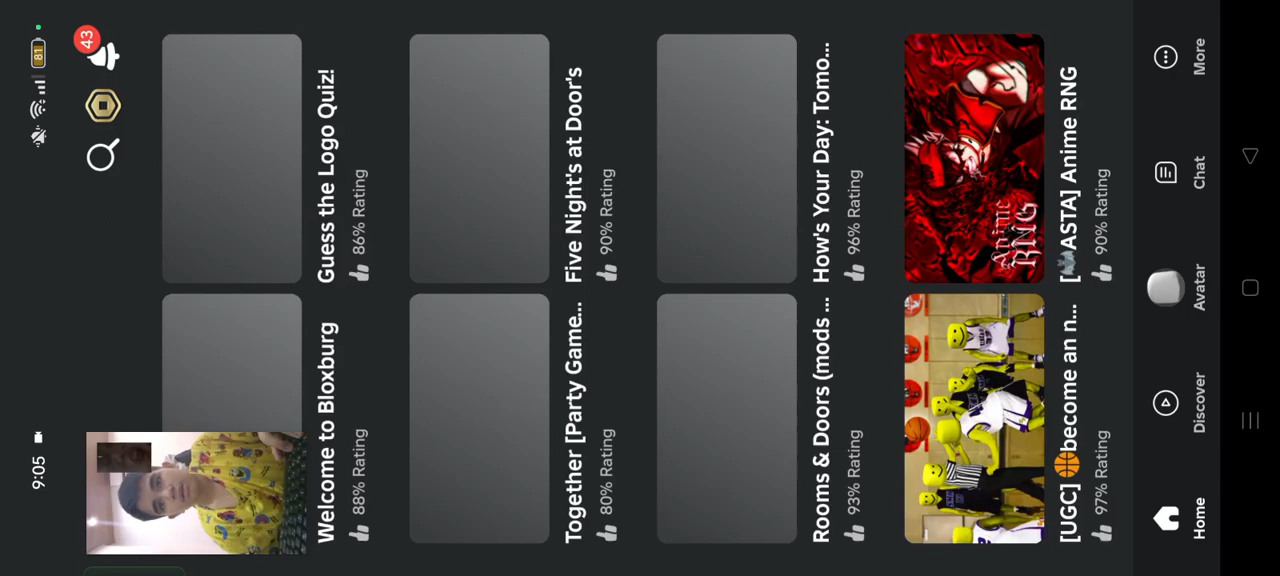 9:05
81
43
Welcome to Bloxburg
88% Rating
Guess the Logo Quiz!
86% Rating
Together [Party Game...
80% Rating
Five Night's at Door's
90% Rating
Rooms & Doors (mods ...
93% Rating
How's Your Day: Tomo...
96% Rating
Anime
RNG
[UGC] 🏀become an n...
97% Rating
[🦇ASTA] Anime RNG
90% Rating
Home
Discover
Avatar
Chat
More